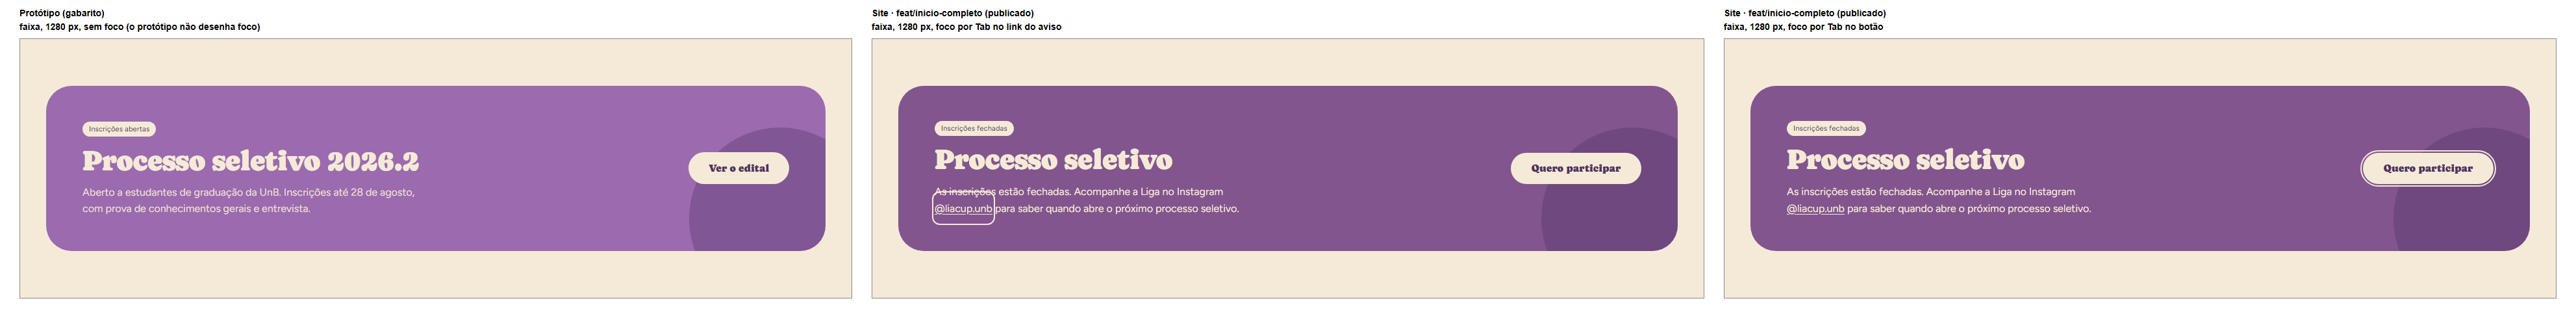 Protótipo (gabarito)
faixa, 1280 px, sem foco (o protótipo não desenha foco)
Inscrições abertas
Processo seletivo 2026.2
Aberto a estudantes de graduação da UnB. Inscrições até 28 de agosto,
com prova de conhecimentos gerais e entrevista.
Ver o edital
Site · feat/inicio-completo (publicado)
faixa, 1280 px, foco por Tab no link do aviso
Inscrições fechadas
Processo seletivo
As inscrições estão fechadas. Acompanhe a Liga no Instagram
@liacup.unb para saber quando abre o próximo processo seletivo.
Quero participar
Site · feat/inicio-completo (publicado)
faixa, 1280 px, foco por Tab no botão
Inscrições fechadas
Processo seletivo
As inscrições estão fechadas. Acompanhe a Liga no Instagram
@liacup.unb para saber quando abre o próximo processo seletivo.
Quero participar